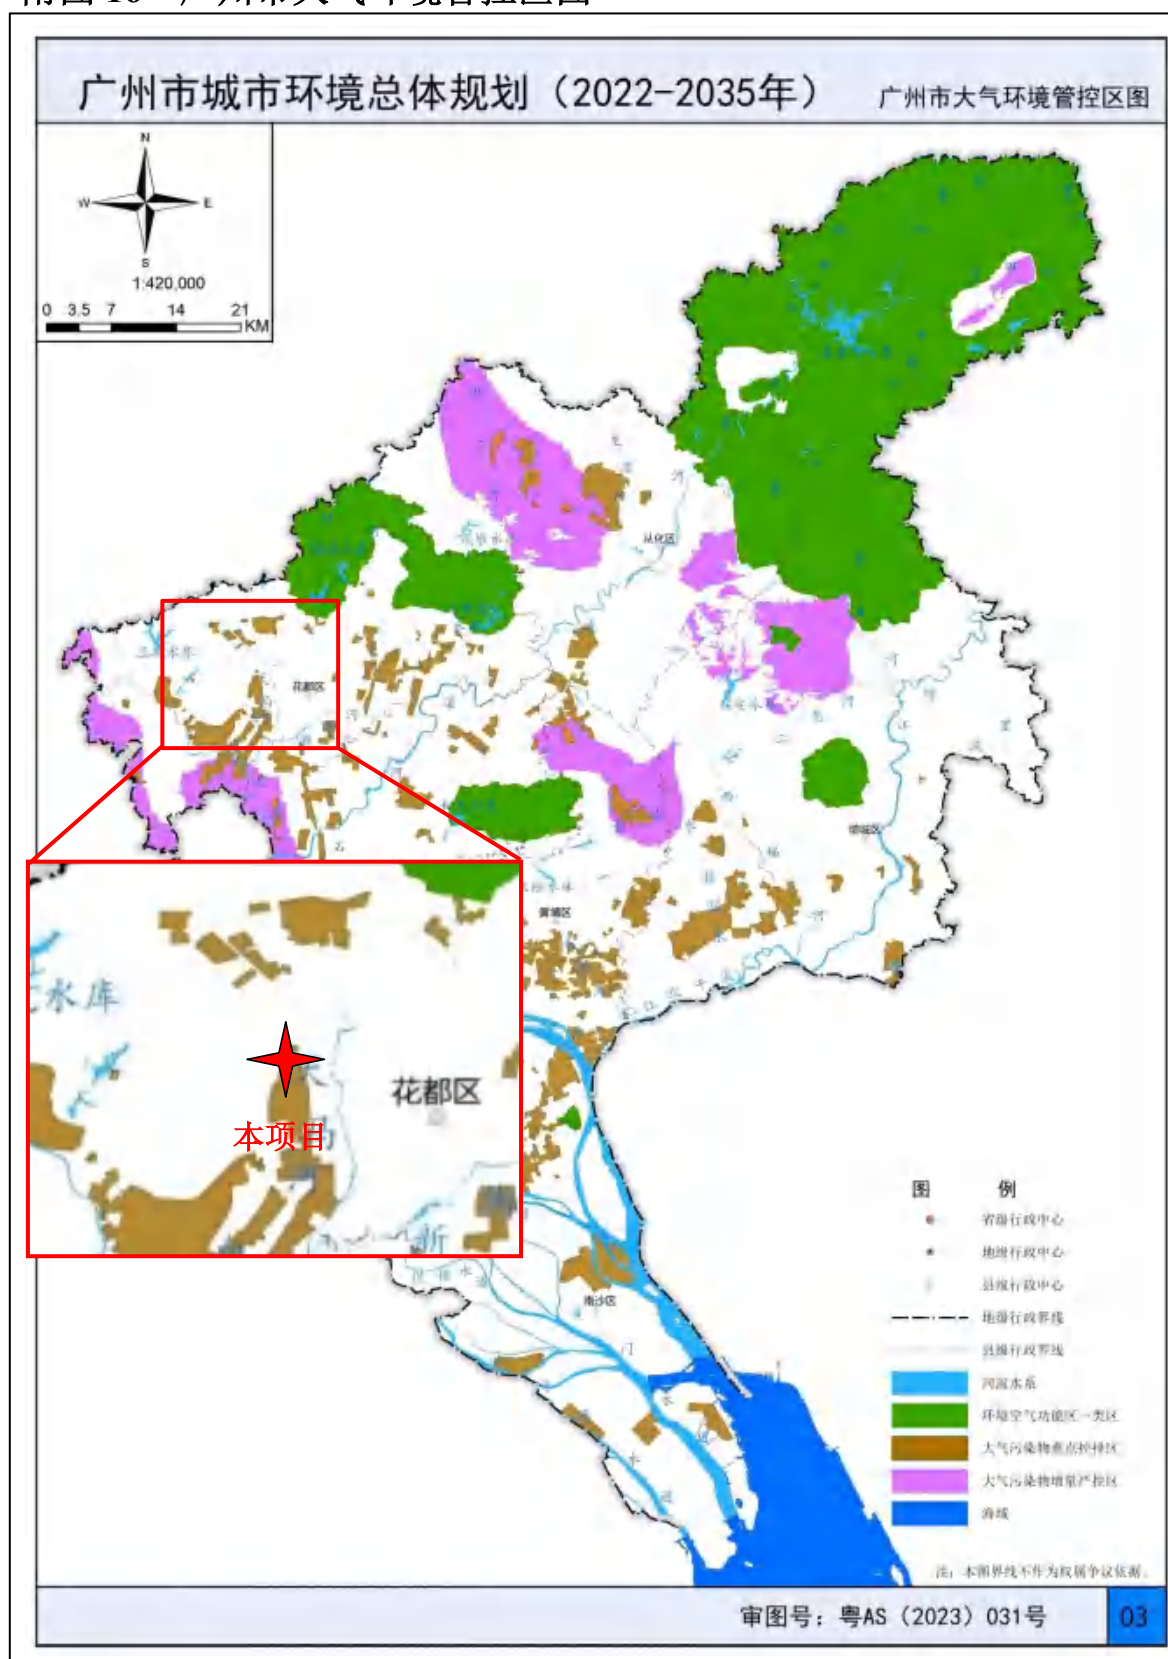 广州市城市环境总体规划（2022-2035年）
广州市大气环境管控区图
N
W
E
S
1:420,000
0 3.5 7 14 21
KM
从化区
花都区
增城区
黄埔区
水库
花都区
本项目
新
南沙区
图 例
省级行政中心
地级行政中心
县级行政中心
地级行政界线
县级行政界线
河流水系
环境空气功能区一类区
大气污染物重点控排区
大气污染物增量严控区
海域
注：本图界线不作为权属争议依据。
审图号：粤AS（2023）031号
03